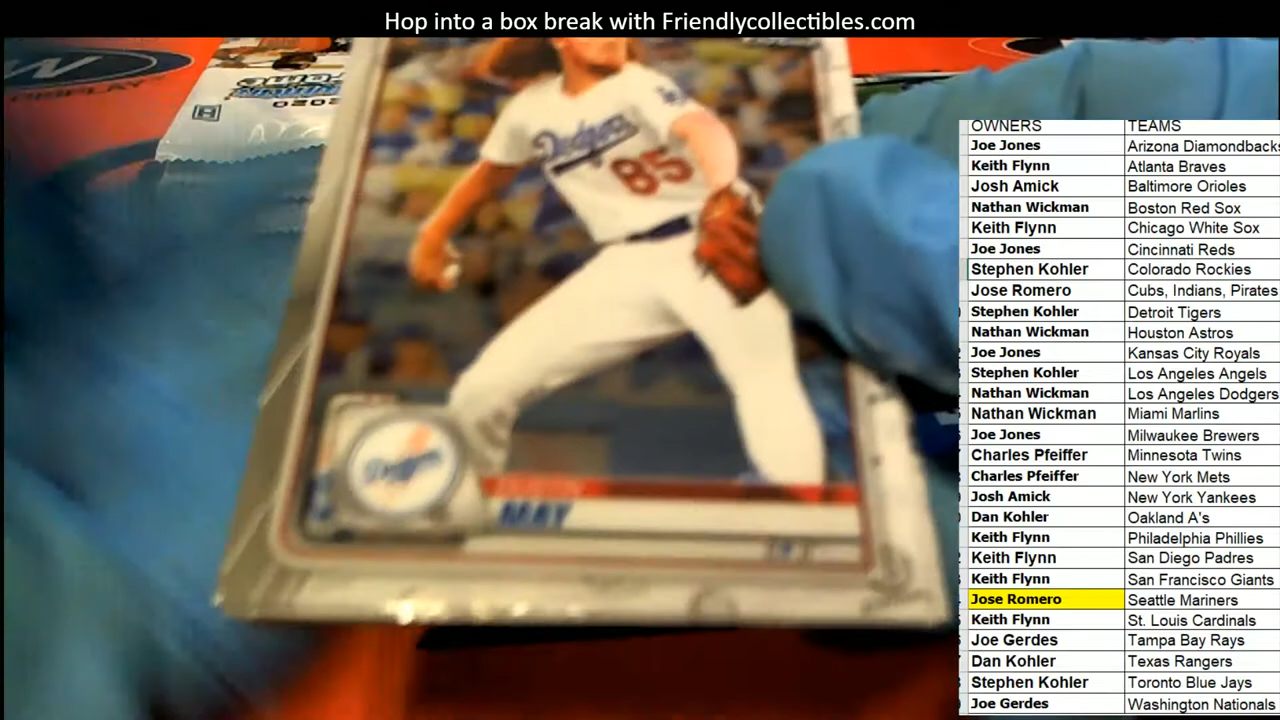 Hop into a box break with Friendlycollectibles.com
W
DISPLAY
2020
Dodgers
85
MAY
OWNERS TEAMS
Joe Jones Arizona Diamondbacks
Keith Flynn Atlanta Braves
Josh Amick Baltimore Orioles
Nathan Wickman Boston Red Sox
Keith Flynn Chicago White Sox
Joe Jones Cincinnati Reds
Stephen Kohler Colorado Rockies
Jose Romero Cubs, Indians, Pirates
Stephen Kohler Detroit Tigers
Nathan Wickman Houston Astros
Joe Jones Kansas City Royals
Stephen Kohler Los Angeles Angels
Nathan Wickman Los Angeles Dodgers
Nathan Wickman Miami Marlins
Joe Jones Milwaukee Brewers
Charles Pfeiffer Minnesota Twins
Charles Pfeiffer New York Mets
Josh Amick New York Yankees
Dan Kohler Oakland A's
Keith Flynn Philadelphia Phillies
Keith Flynn San Diego Padres
Keith Flynn San Francisco Giants
Jose Romero Seattle Mariners
Keith Flynn St. Louis Cardinals
Joe Gerdes Tampa Bay Rays
Dan Kohler Texas Rangers
Stephen Kohler Toronto Blue Jays
Joe Gerdes Washington Nationals